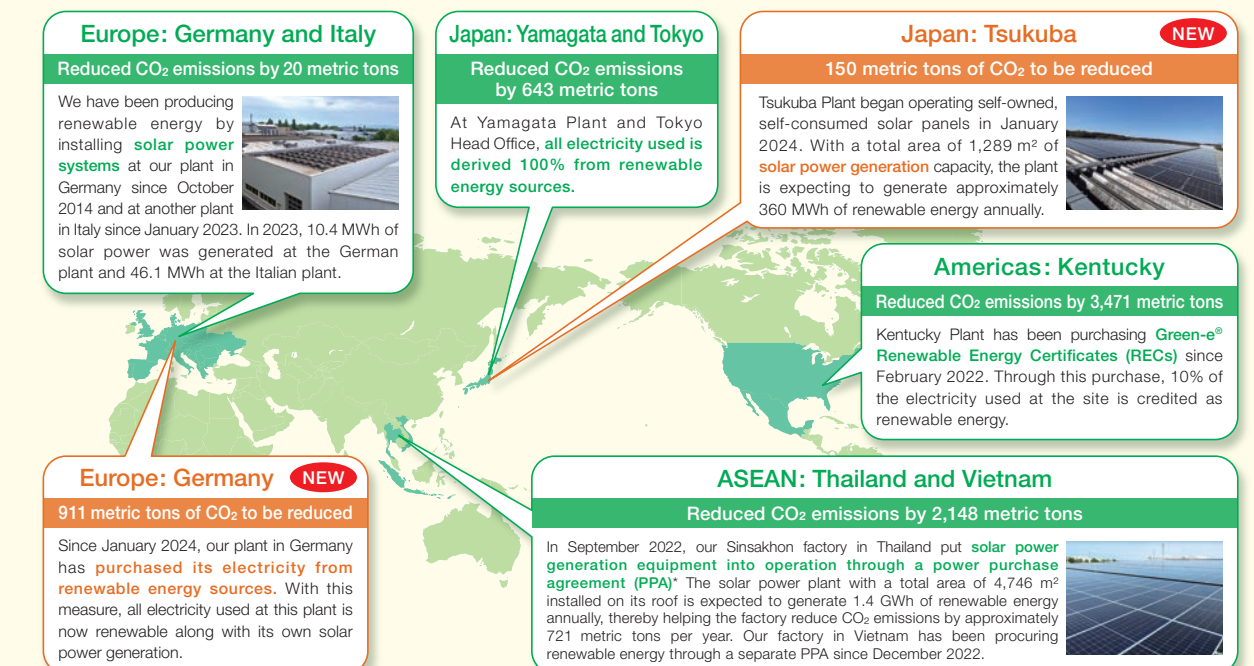 Europe: Germany and Italy
Reduced CO₂ emissions by 20 metric tons
We have been producing
renewable energy by
installing solar power
systems at our plant in
Germany since October
2014 and at another plant
in Italy since January 2023. In 2023, 10.4 MWh of
solar power was generated at the German
plant and 46.1 MWh at the Italian plant.
Japan: Yamagata and Tokyo
Reduced CO₂ emissions
by 643 metric tons
At Yamagata Plant and Tokyo
Head Office, all electricity used is
derived 100% from renewable
energy sources.
Japan: Tsukuba
NEW
150 metric tons of CO₂ to be reduced
Tsukuba Plant began operating self-owned,
self-consumed solar panels in January
2024. With a total area of 1,289 m² of
solar power generation capacity, the plant
is expecting to generate approximately
360 MWh of renewable energy annually.
Americas: Kentucky
Reduced CO₂ emissions by 3,471 metric tons
Kentucky Plant has been purchasing Green-e®
Renewable Energy Certificates (RECs) since
February 2022. Through this purchase, 10% of
the electricity used at the site is credited as
renewable energy.
Europe: Germany
NEW
911 metric tons of CO₂ to be reduced
Since January 2024, our plant in Germany
has purchased its electricity from
renewable energy sources. With this
measure, all electricity used at this plant is
now renewable along with its own solar
power generation.
ASEAN: Thailand and Vietnam
Reduced CO₂ emissions by 2,148 metric tons
In September 2022, our Sinsakhon factory in Thailand put solar power
generation equipment into operation through a power purchase
agreement (PPA)* The solar power plant with a total area of 4,746 m²
installed on its roof is expected to generate 1.4 GWh of renewable energy
annually, thereby helping the factory reduce CO₂ emissions by approximately
721 metric tons per year. Our factory in Vietnam has been procuring
renewable energy through a separate PPA since December 2022.